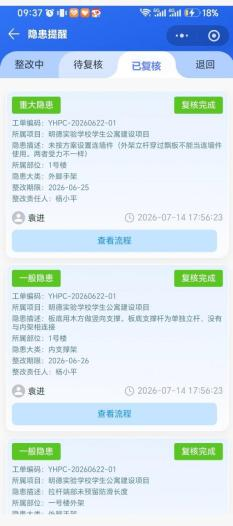 09:37
18%
隐患提醒
整改中 待复核 已复核 退回
重大隐患 复核完成
工单编码：YHPC-20260622-01
所属项目：明德实验学校学生公寓建设项目
隐患描述：未按方案设置连墙件（外架立杆穿过飘板不能当连墙件
使用，两者受力不一样）
所属部位：1号楼
隐患大类：外脚手架
整改期限：2026-06-25
整改责任人：杨小平
袁进 2026-07-14 17:56:23
查看流程
一般隐患 复核完成
工单编码：YHPC-20260622-01
所属项目：明德实验学校学生公寓建设项目
隐患描述：板底用木方做竖向支撑，板底支撑杆为单独立杆，没有
与内架相连接
所属部位：1号楼
隐患大类：内支撑架
整改期限：2026-06-26
整改责任人：杨小平
袁进 2026-07-14 17:56:23
查看流程
一般隐患 复核完成
工单编码：YHPC-20260622-01
所属项目：明德实验学校学生公寓建设项目
隐患描述：拉杆端部未预留防滑长度
所属部位：一号楼外架